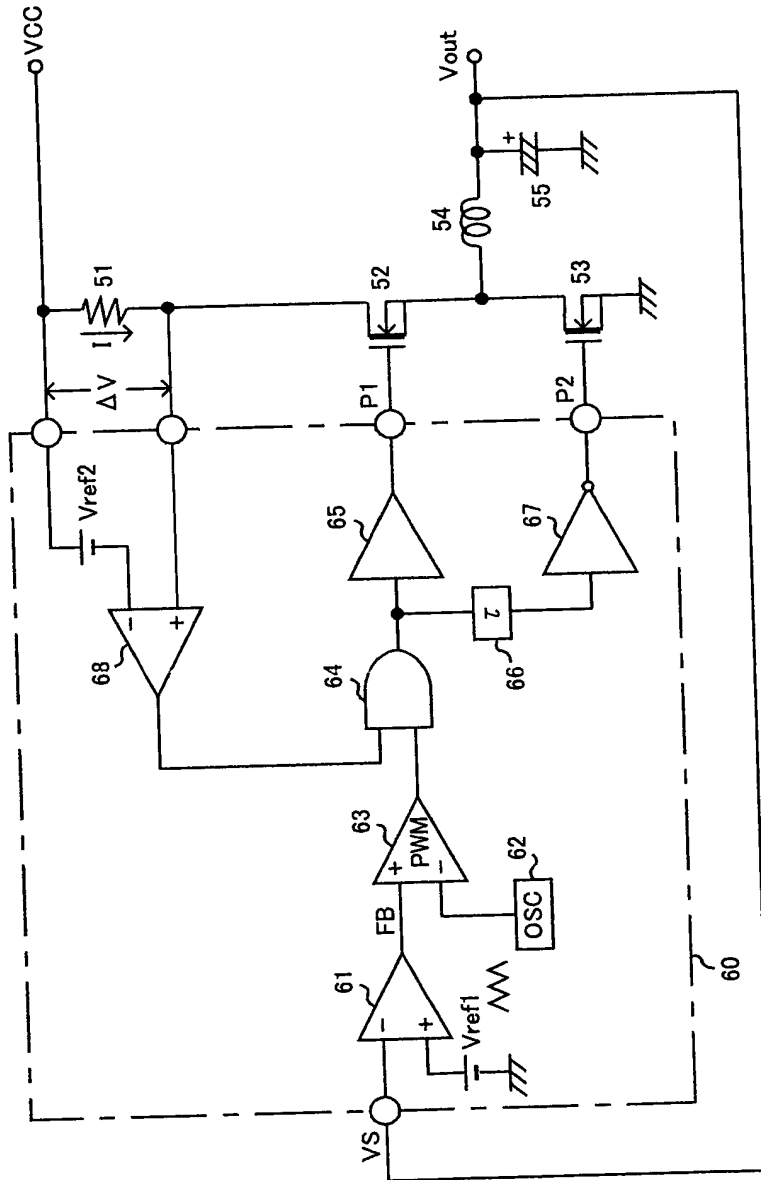 VCC
51
I
ΔV
Vref2
68
52
P1
65
54
Vout
+
55
53
P2
67
τ
66
64
-
+
63
PWM
+
-
62
OSC
FB
61
-
+
Vref1
VS
60